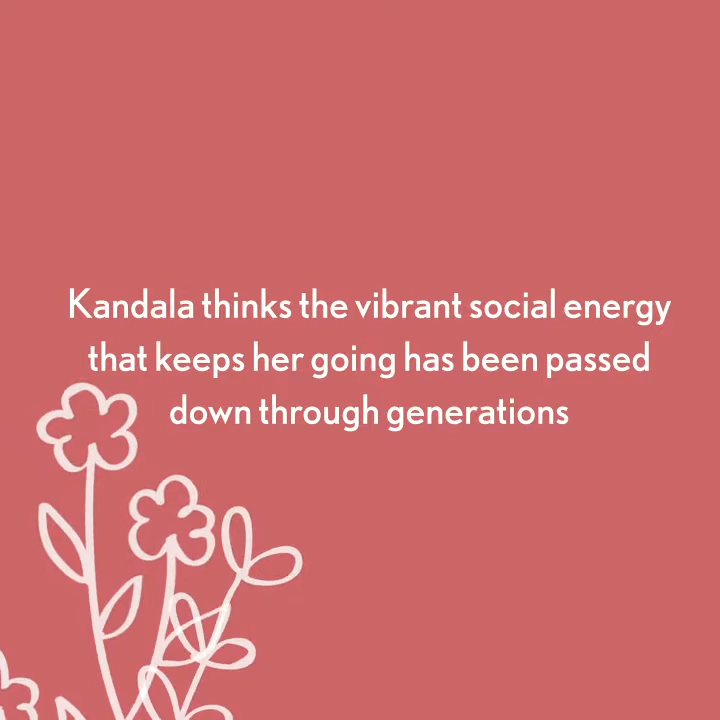 Kandala thinks the vibrant social energy
that keeps her going has been passed
down through generations